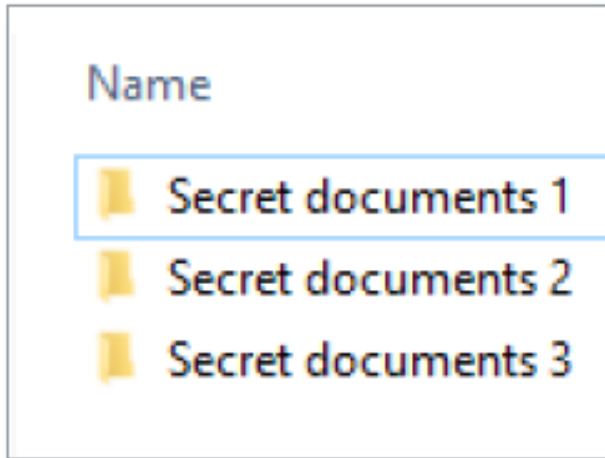 Name
Secret documents 1
Secret documents 2
Secret documents 3